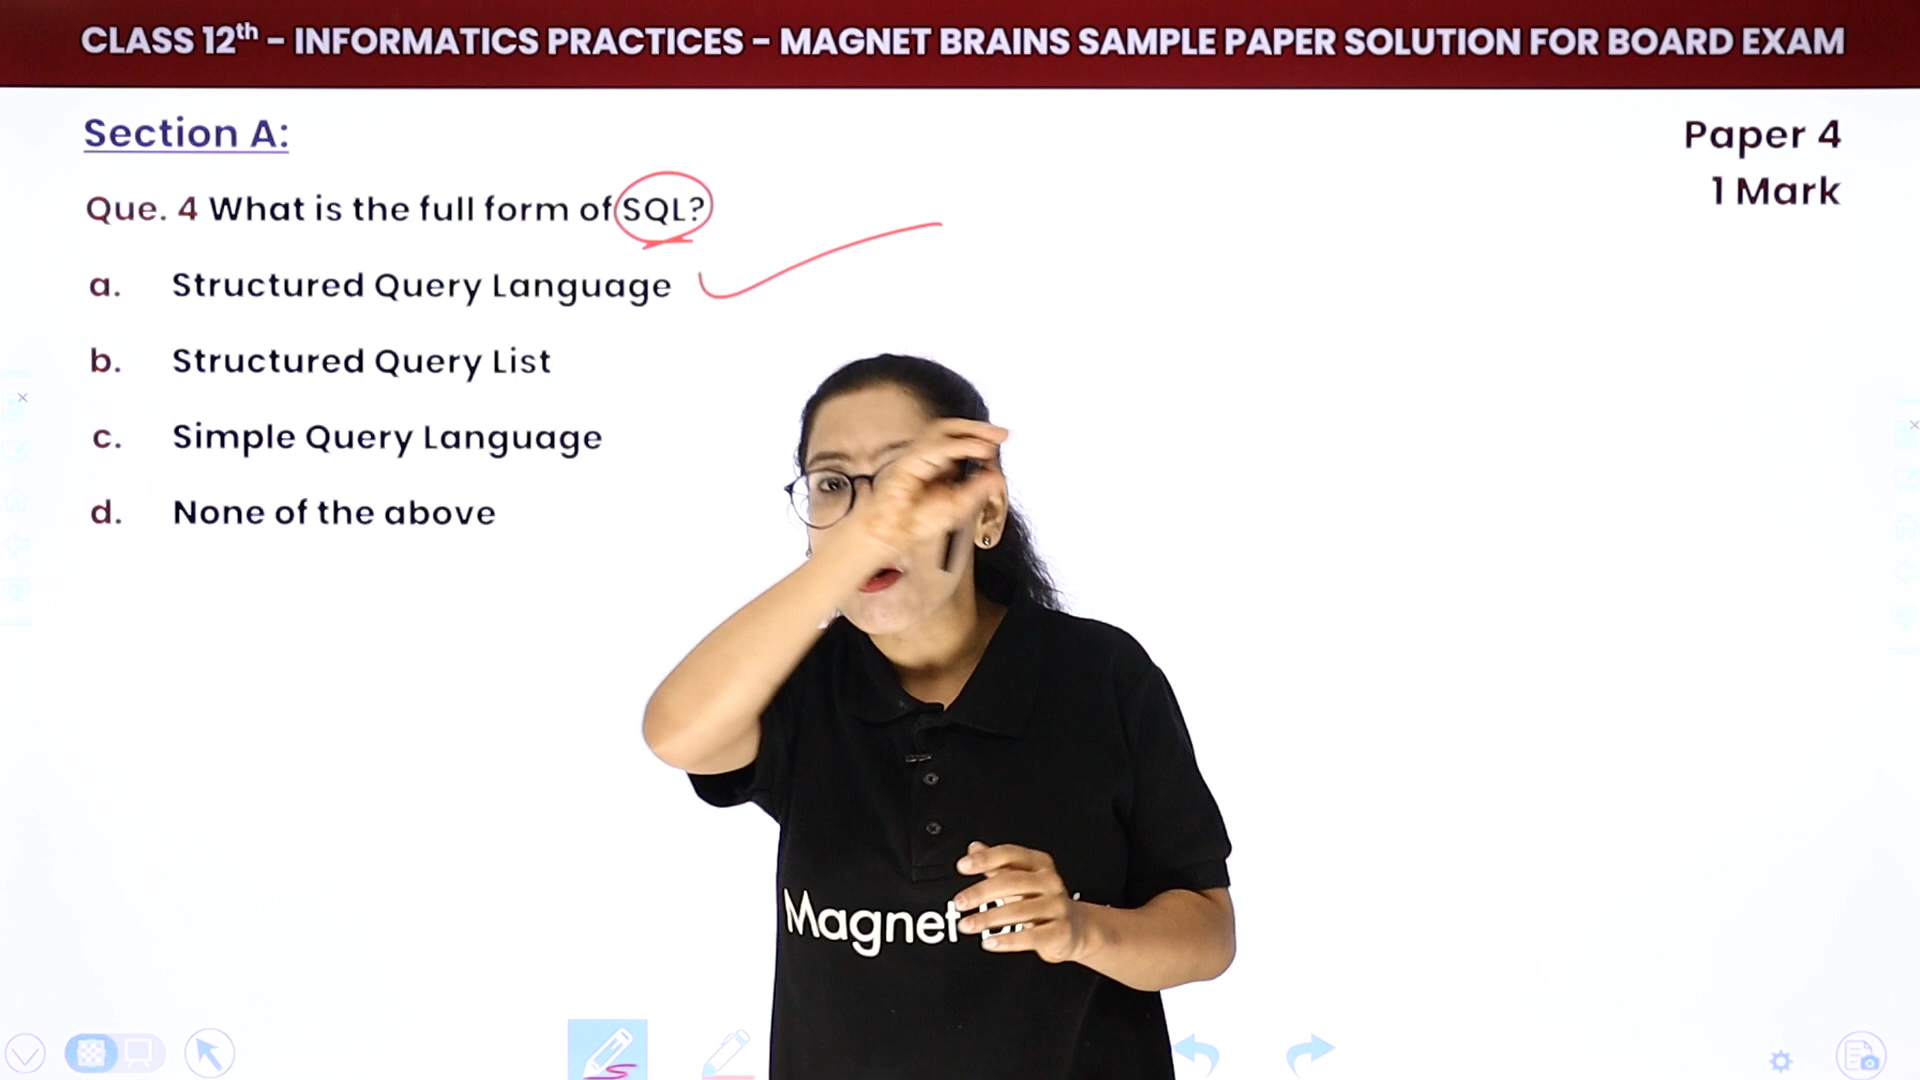 CLASS 12th – INFORMATICS PRACTICES – MAGNET BRAINS SAMPLE PAPER SOLUTION FOR BOARD EXAM
Section A:
Paper 4
1 Mark
Que. 4 What is the full form of SQL?
a. Structured Query Language
b. Structured Query List
c. Simple Query Language
d. None of the above
Magnet